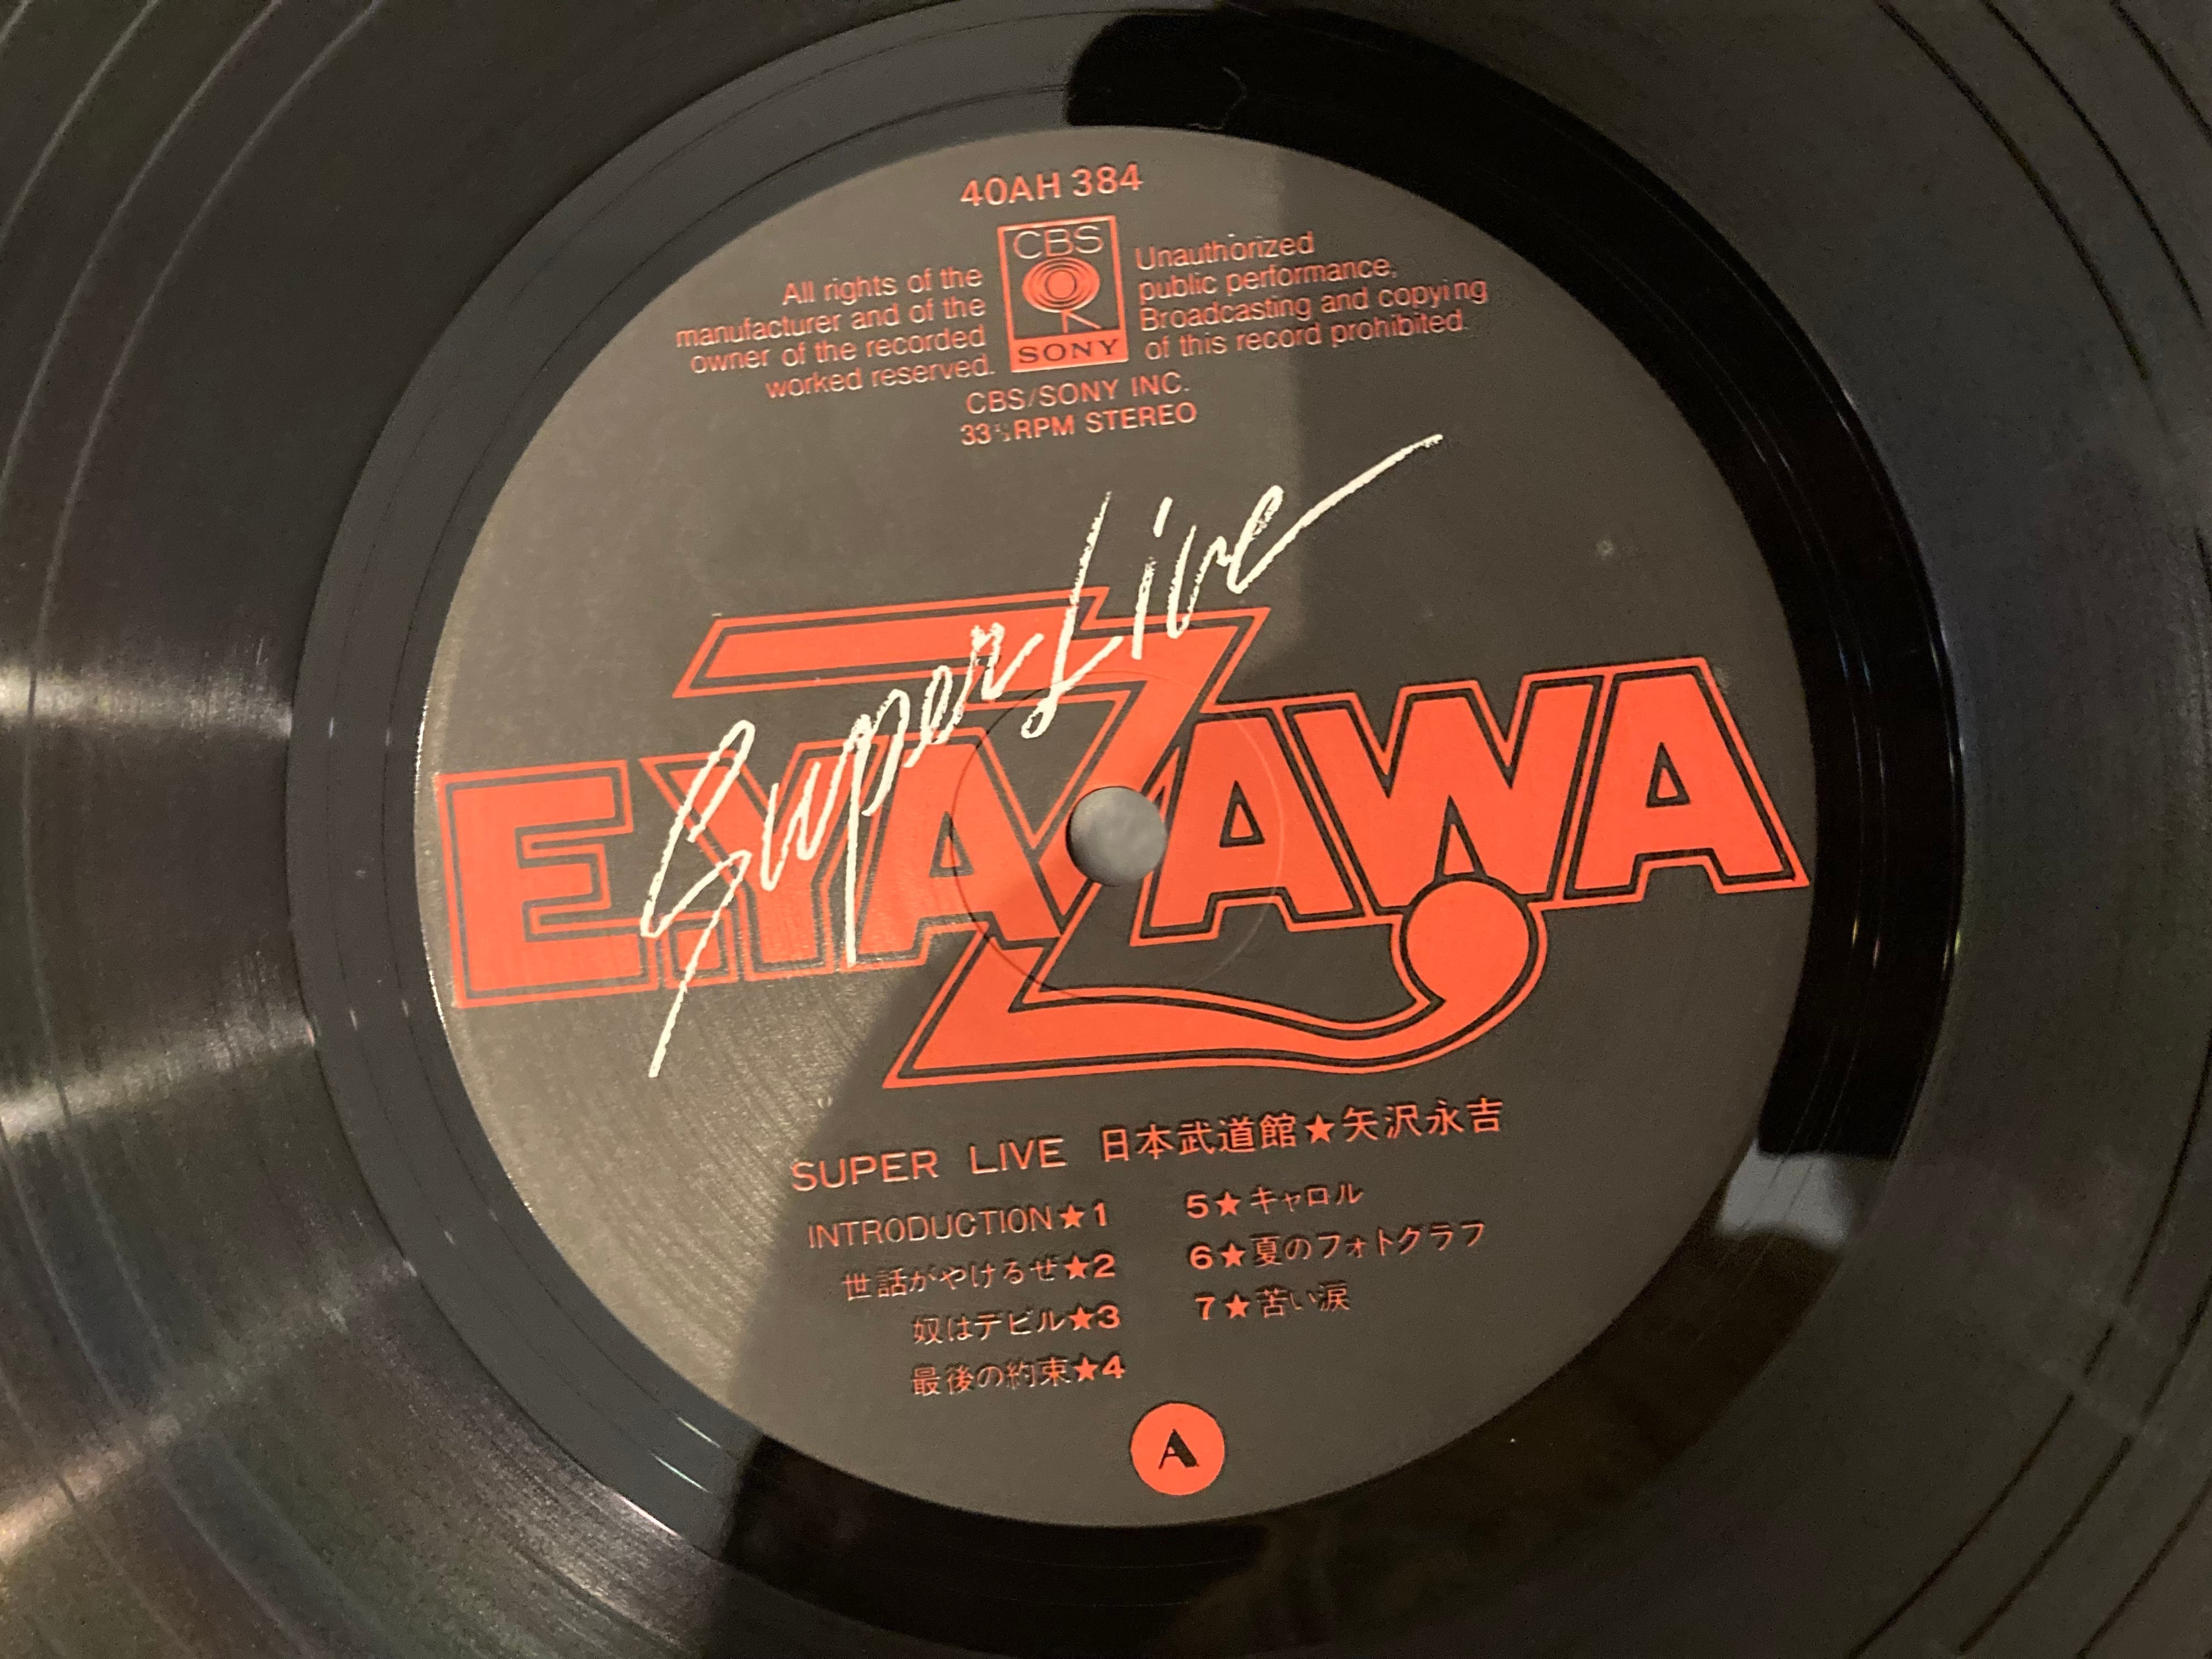 40AH 384
CBS
SONY
All rights of the
manufacturer and of the
owner of the recorded
worked reserved.
Unauthorized
public performance,
Broadcasting and copying
of this record prohibited.
CBS/SONY INC.
33⅓RPM STEREO
Super Live
E.YAZAWA
SUPER LIVE 日本武道館★矢沢永吉
INTRODUCTION★1
世話がやけるぜ★2
奴はデビル★3
最後の約束★4
5★キャロル
6★夏のフォトグラフ
7★苦い涙
A